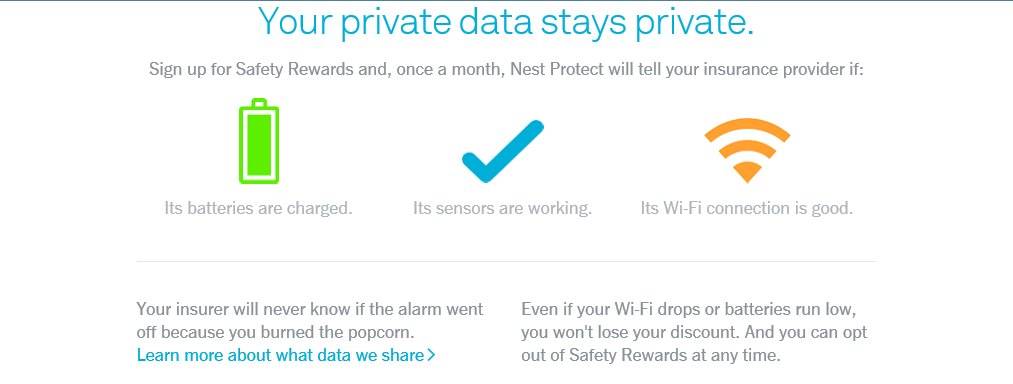 Your private data stays private.
Sign up for Safety Rewards and, once a month, Nest Protect will tell your insurance provider if:
Its batteries are charged.
Its sensors are working.
Its Wi-Fi connection is good.
Your insurer will never know if the alarm went
off because you burned the popcorn.
Learn more about what data we share
Even if your Wi-Fi drops or batteries run low,
you won't lose your discount. And you can opt
out of Safety Rewards at any time.